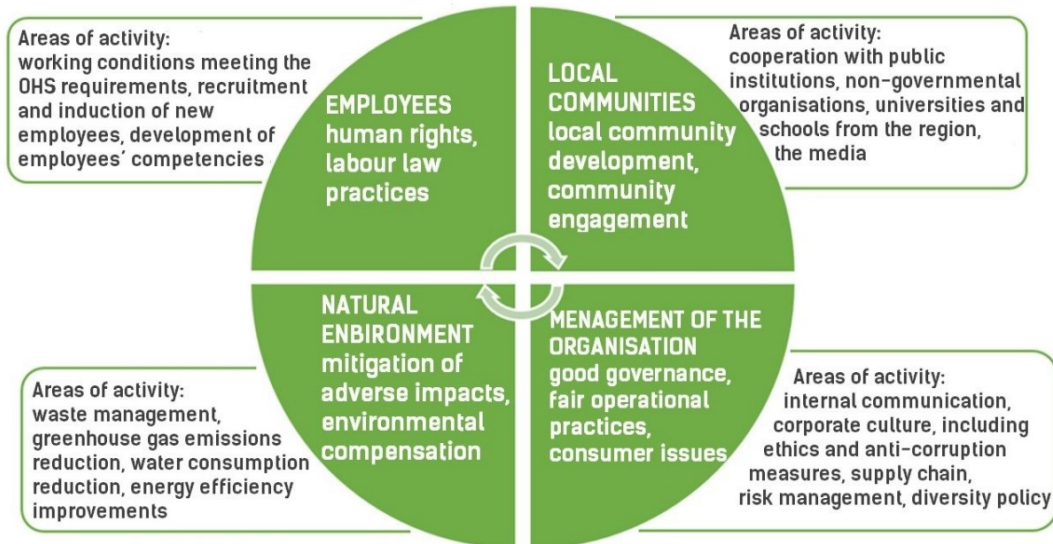 Areas of activity:
working conditions meeting the
OHS requirements, recruitment
and induction of new
employees, development of
employees' competencies
EMPLOYEES
human rights,
labour law
practices
LOCAL
COMMUNITIES
local community
development,
community
engagement
Areas of activity:
cooperation with public
institutions, non-governmental
organisations, universities and
schools from the region,
the media
Areas of activity:
waste management,
greenhouse gas emissions
reduction, water consumption
reduction, energy efficiency
improvements
NATURAL
ENBIRONMENT
mitigation of
adverse impacts,
environmental
compensation
MENAGEMENT OF THE
ORGANISATION
good governance,
fair operational
practices,
consumer issues
Areas of activity:
internal communication,
corporate culture, including
ethics and anti-corruption
measures, supply chain,
risk management, diversity policy